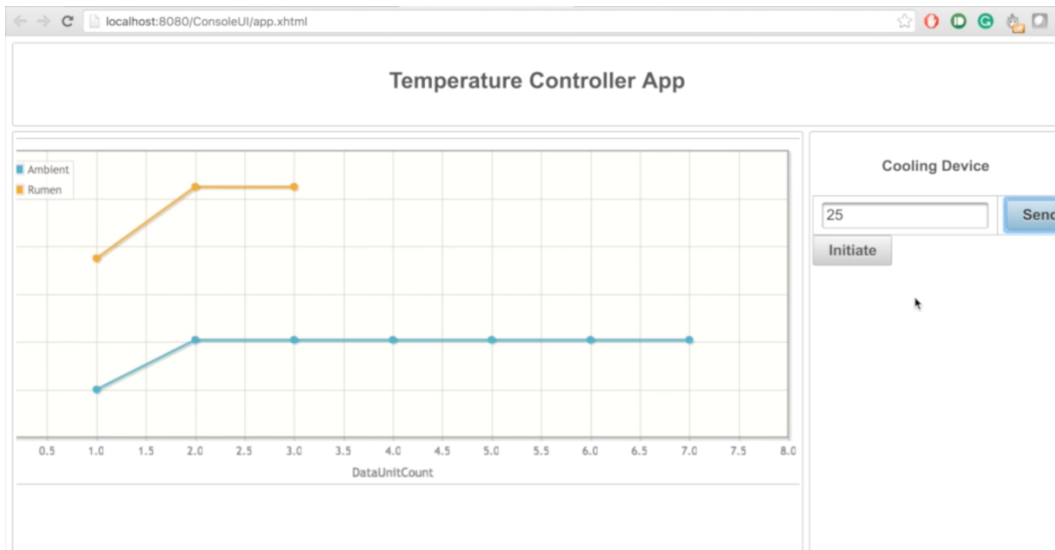 localhost:8080/ConsoleUI/app.xhtml
Temperature Controller App
Ambient
Rumen
0.5 1.0 1.5 2.0 2.5 3.0 3.5 4.0 4.5 5.0 5.5 6.0 6.5 7.0 7.5 8.0
DataUnitCount
Cooling Device
25 Send
Initiate